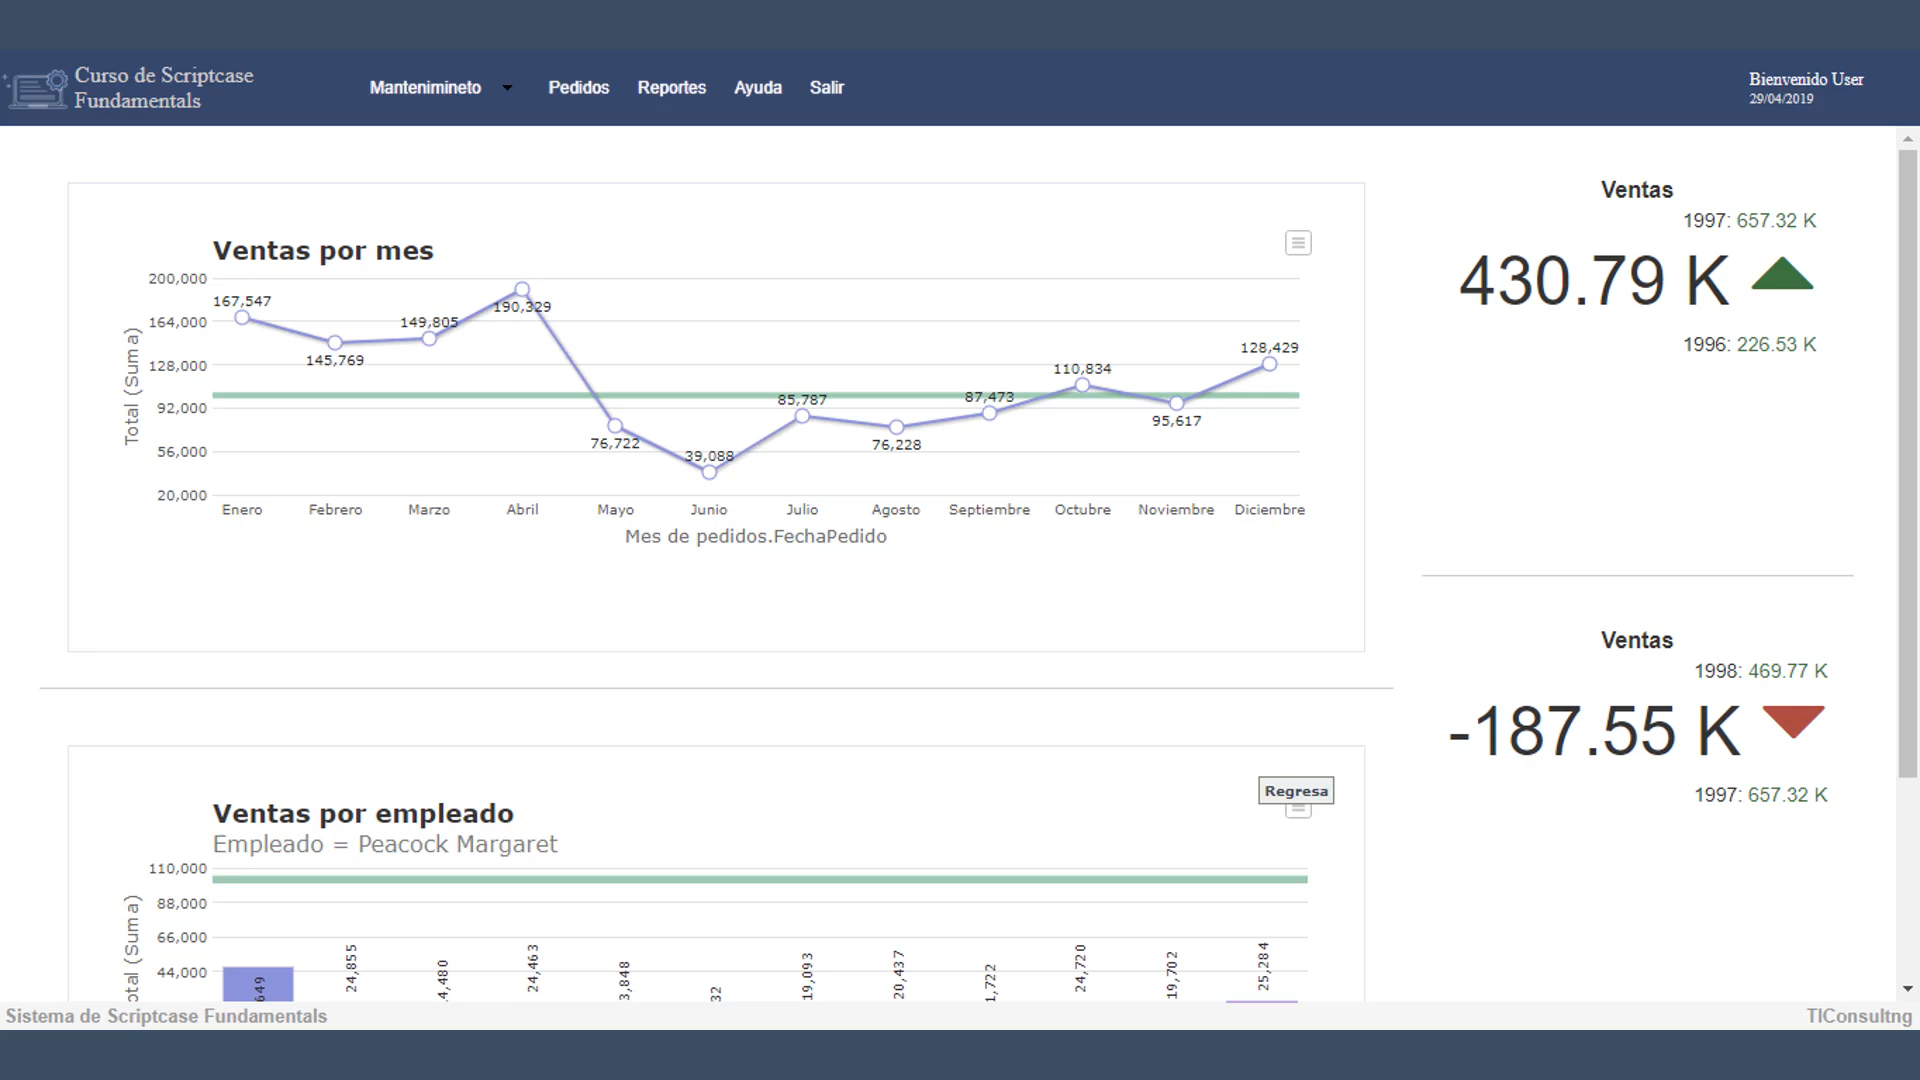 Curso de Scriptcase
Fundamentals
Mantenimineto
Pedidos
Reportes
Ayuda
Salir
Bienvenido User
29/04/2019
Ventas por mes
200,000
164,000
128,000
92,000
56,000
20,000
Total (Suma)
167,547
145,769
149,805
190,329
76,722
39,088
85,787
76,228
87,473
110,834
95,617
128,429
Enero
Febrero
Marzo
Abril
Mayo
Junio
Julio
Agosto
Septiembre
Octubre
Noviembre
Diciembre
Mes de pedidos.FechaPedido
Ventas
1997: 657.32 K
430.79 K
1996: 226.53 K
Ventas
1998: 469.77 K
-187.55 K
1997: 657.32 K
Regresa
Ventas por empleado
Empleado = Peacock Margaret
110,000
88,000
66,000
44,000
otal (Suma)
649
24,855
4,480
24,463
3,848
32
19,093
20,437
1,722
24,720
19,702
25,284
Sistema de Scriptcase Fundamentals
TIConsultng